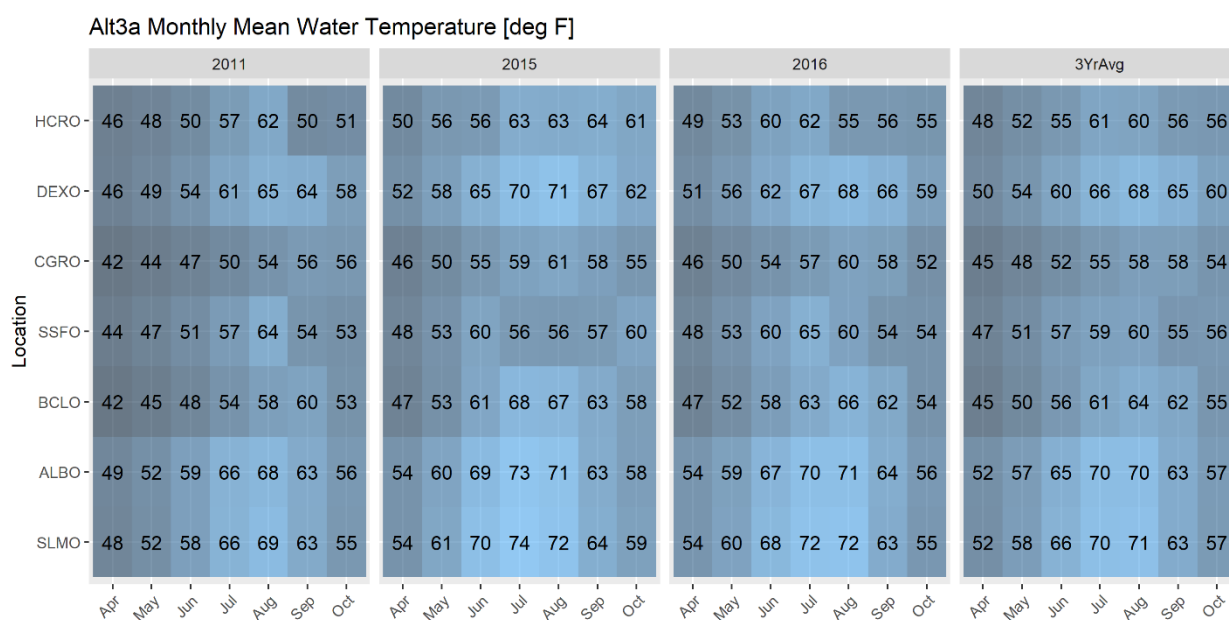 Alt3a Monthly Mean Water Temperature [deg F]
2011 2015 2016 3YrAvg
HCRO 46 48 50 57 62 50 51 50 56 56 63 63 64 61 49 53 60 62 55 56 55 48 52 55 61 60 56 56
DEXO 46 49 54 61 65 64 58 52 58 65 70 71 67 62 51 56 62 67 68 66 59 50 54 60 66 68 65 60
CGRO 42 44 47 50 54 56 56 46 50 55 59 61 58 55 46 50 54 57 60 58 52 45 48 52 55 58 58 54
SSFO 44 47 51 57 64 54 53 48 53 60 56 56 57 60 48 53 60 65 60 54 54 47 51 57 59 60 55 56
BCLO 42 45 48 54 58 60 53 47 53 61 68 67 63 58 47 52 58 63 66 62 54 45 50 56 61 64 62 55
ALBO 49 52 59 66 68 63 56 54 60 69 73 71 63 58 54 59 67 70 71 64 56 52 57 65 70 70 63 57
SLMO 48 52 58 66 69 63 55 54 61 70 74 72 64 59 54 60 68 72 72 63 55 52 58 66 70 71 63 57
Apr May Jun Jul Aug Sep Oct Apr May Jun Jul Aug Sep Oct Apr May Jun Jul Aug Sep Oct Apr May Jun Jul Aug Sep Oct
Location